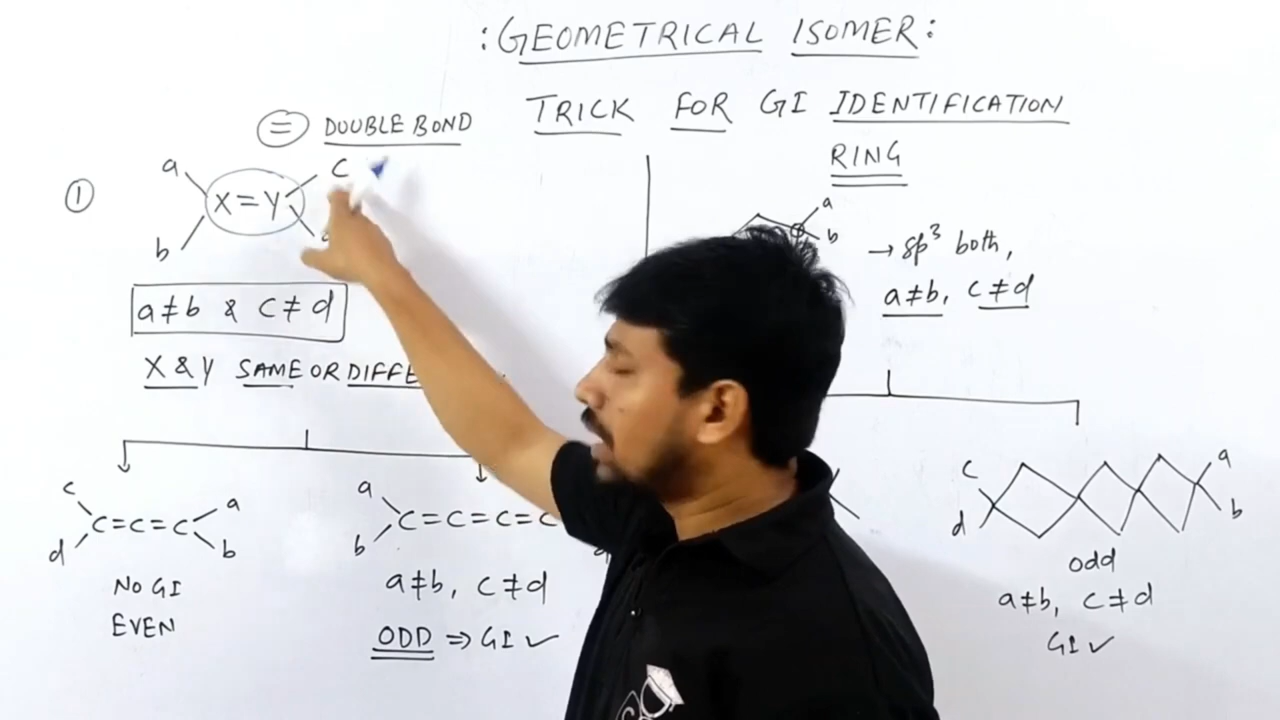 :GEOMETRICAL ISOMER:
TRICK FOR GI IDENTIFICATION
= DOUBLE BOND
①
a c
X=Y
b
a≠b & c≠d
X & Y SAME OR DIFFE
c a
C=C=C
d b
NO GI
EVEN
a
C=C=C=C
b
a≠b, c≠d
ODD ⇒ GI ✓
RING
a
b
→ sp³ both,
a≠b, c≠d
c a
d b
odd
a≠b, c≠d
GI ✓